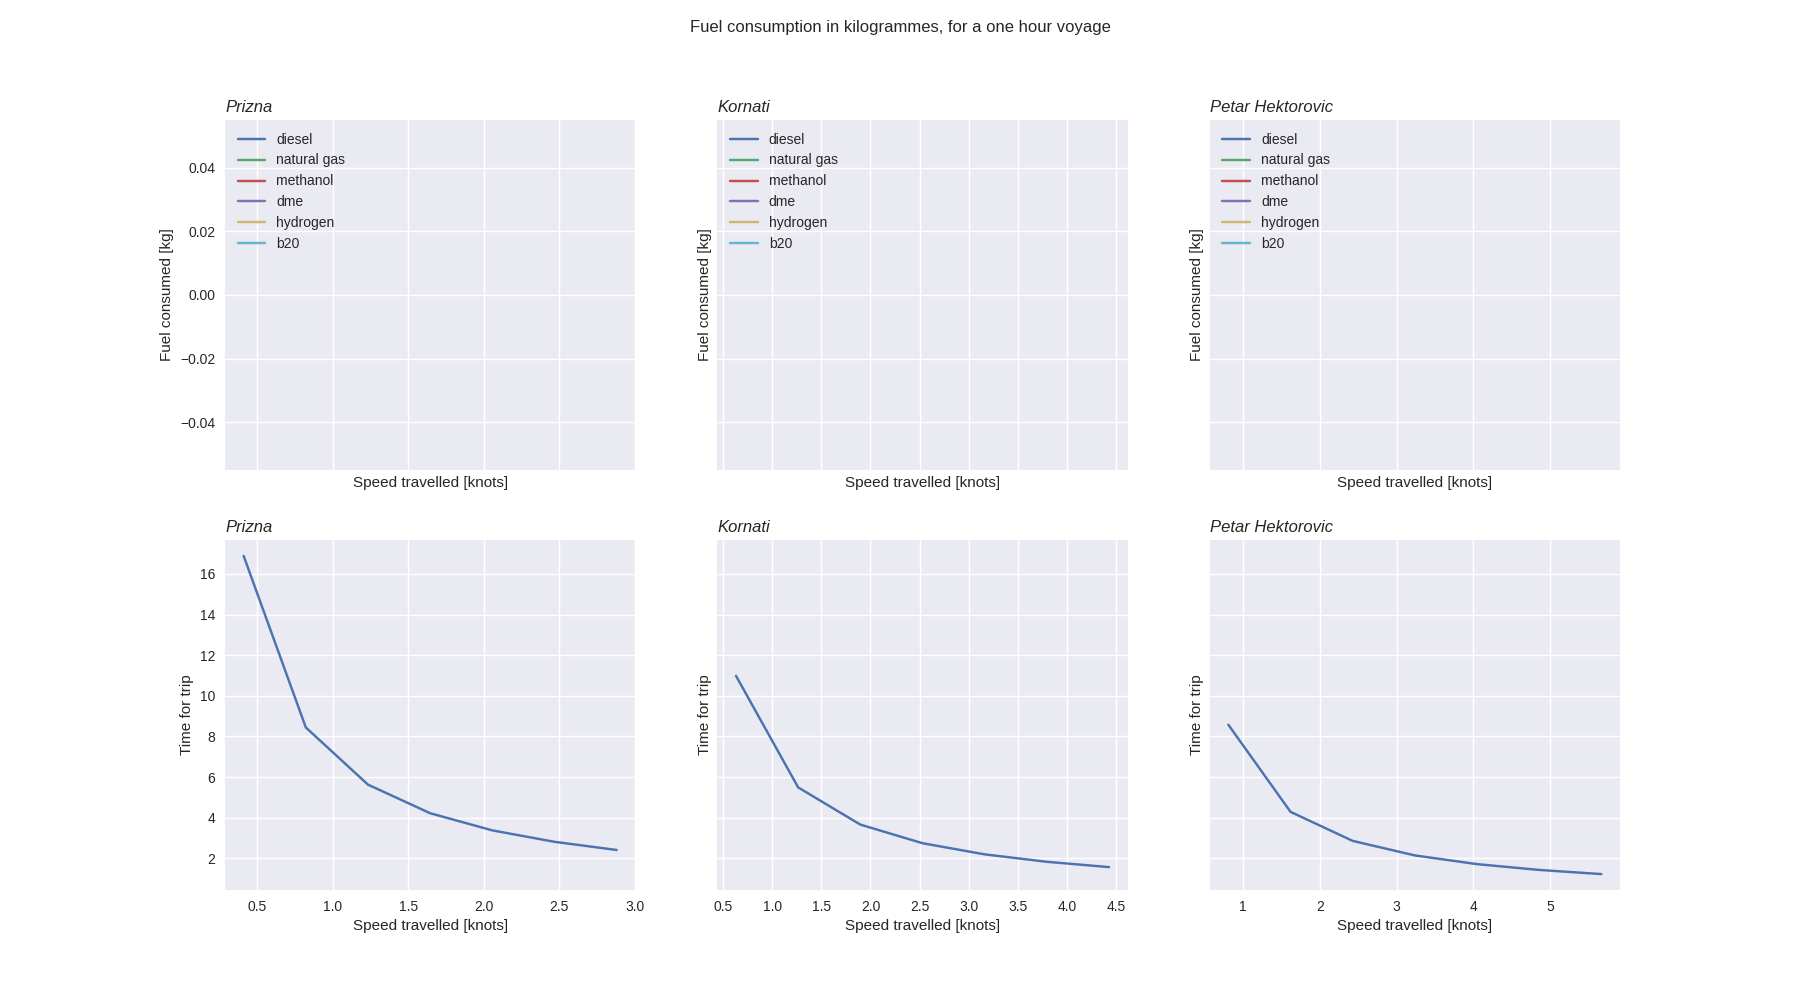 Fuel consumption in kilogrammes, for a one hour voyage
Prizna
diesel
natural gas
methanol
dme
hydrogen
b20
0.04
0.02
0.00
−0.02
−0.04
Fuel consumed [kg]
Speed travelled [knots]
Kornati
diesel
natural gas
methanol
dme
hydrogen
b20
Fuel consumed [kg]
Speed travelled [knots]
Petar Hektorovic
diesel
natural gas
methanol
dme
hydrogen
b20
Fuel consumed [kg]
Speed travelled [knots]
Prizna
16
14
12
10
8
6
4
2
Time for trip
0.5 1.0 1.5 2.0 2.5 3.0
Speed travelled [knots]
Kornati
Time for trip
0.5 1.0 1.5 2.0 2.5 3.0 3.5 4.0 4.5
Speed travelled [knots]
Petar Hektorovic
Time for trip
1 2 3 4 5
Speed travelled [knots]